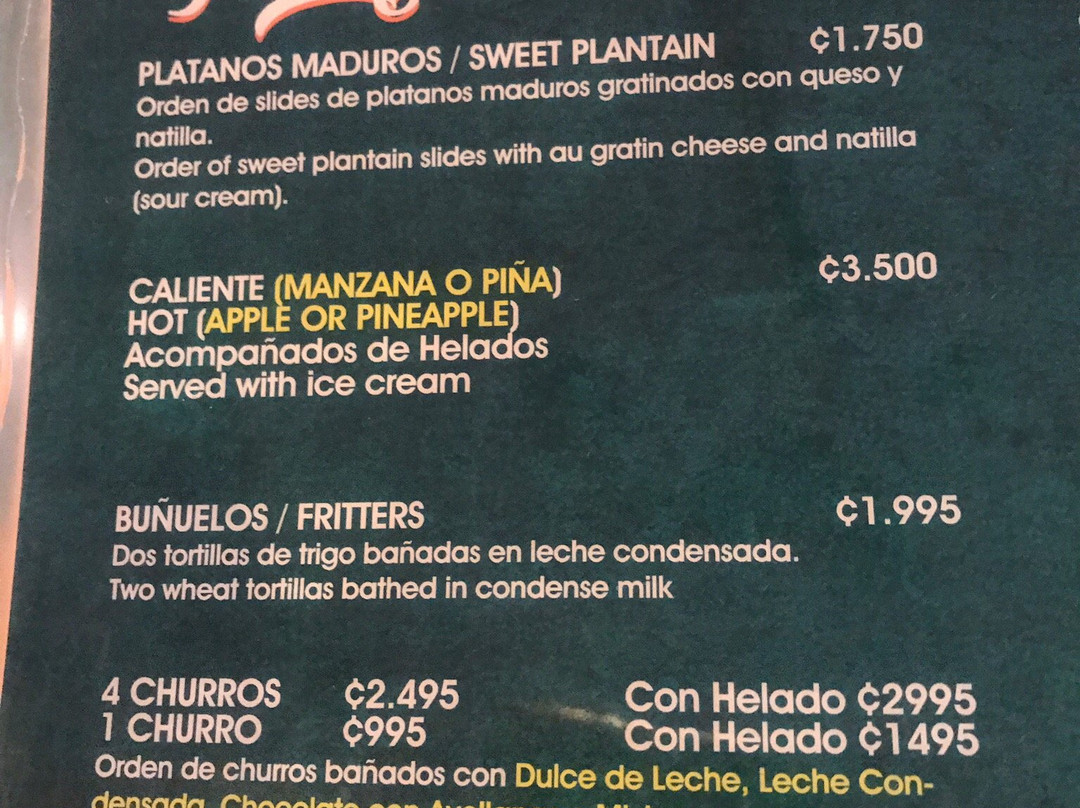 PLATANOS MADUROS / SWEET PLANTAIN ₡1.750
Orden de slides de platanos maduros gratinados con queso y
natilla.
Order of sweet plantain slides with au gratin cheese and natilla
(sour cream).
CALIENTE (MANZANA O PIÑA) ₡3.500
HOT (APPLE OR PINEAPPLE)
Acompañados de Helados
Served with ice cream
BUÑUELOS / FRITTERS ₡1.995
Dos tortillas de trigo bañadas en leche condensada.
Two wheat tortillas bathed in condense milk
4 CHURROS ₡2.495 Con Helado ₡2995
1 CHURRO ₡995 Con Helado ₡1495
Orden de churros bañados con Dulce de Leche, Leche Con-
densada, Chocolate con